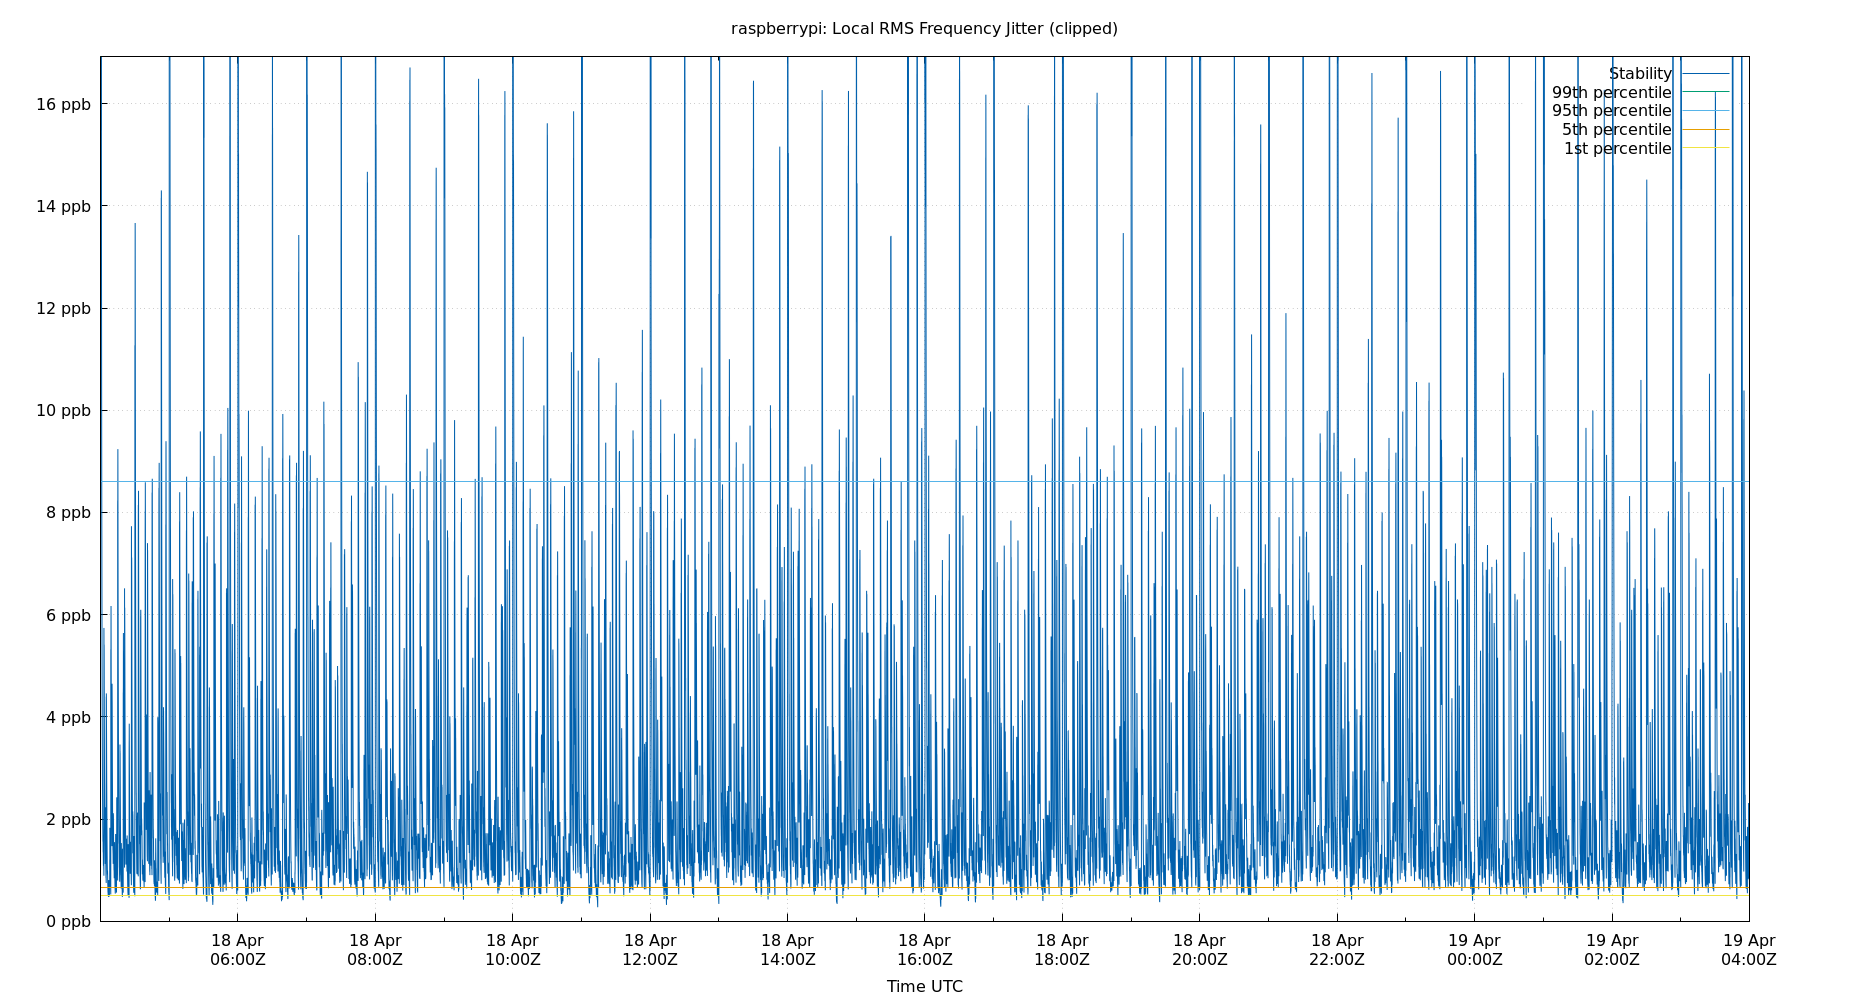 raspberrypi: Local RMS Frequency Jitter (clipped)
Stability
99th percentile
95th percentile
5th percentile
1st percentile
16 ppb
14 ppb
12 ppb
10 ppb
8 ppb
6 ppb
4 ppb
2 ppb
0 ppb
18 Apr 18 Apr 18 Apr 18 Apr 18 Apr 18 Apr 18 Apr 18 Apr 18 Apr 19 Apr 19 Apr 19 Apr
06:00Z 08:00Z 10:00Z 12:00Z 14:00Z 16:00Z 18:00Z 20:00Z 22:00Z 00:00Z 02:00Z 04:00Z
Time UTC